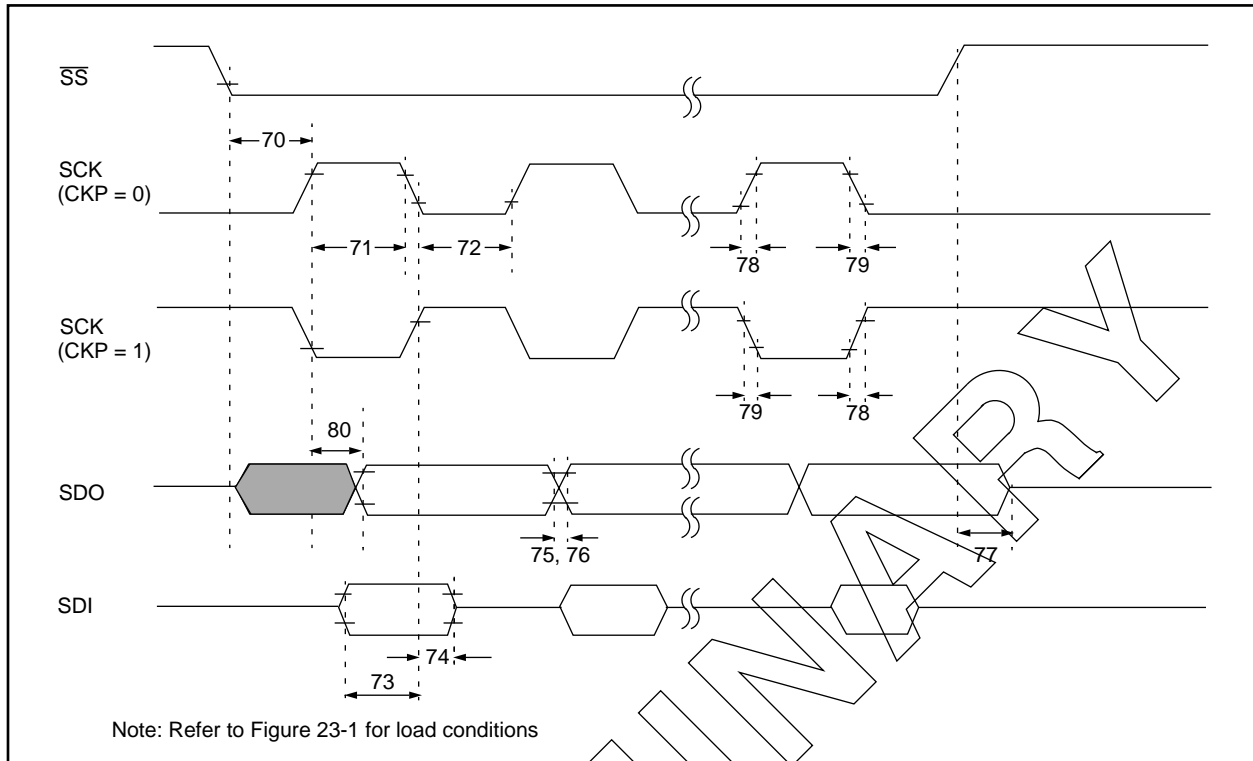 SS
70
SCK
(CKP = 0)
71
72
78
79
SCK
(CKP = 1)
79
78
80
SDO
75, 76
77
SDI
74
73
Note: Refer to Figure 23-1 for load conditions
INARY